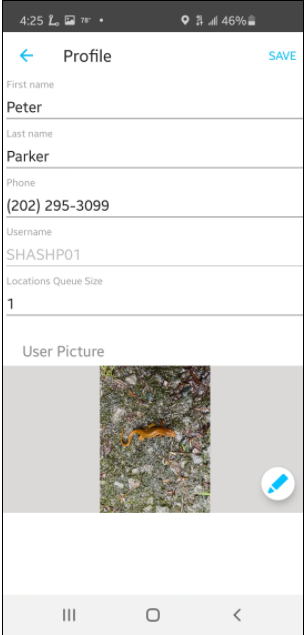 4:25 78° • 46%
Profile
SAVE
First name
Peter
Last name
Parker
Phone
(202) 295-3099
Username
SHASHP01
Locations Queue Size
1
User Picture